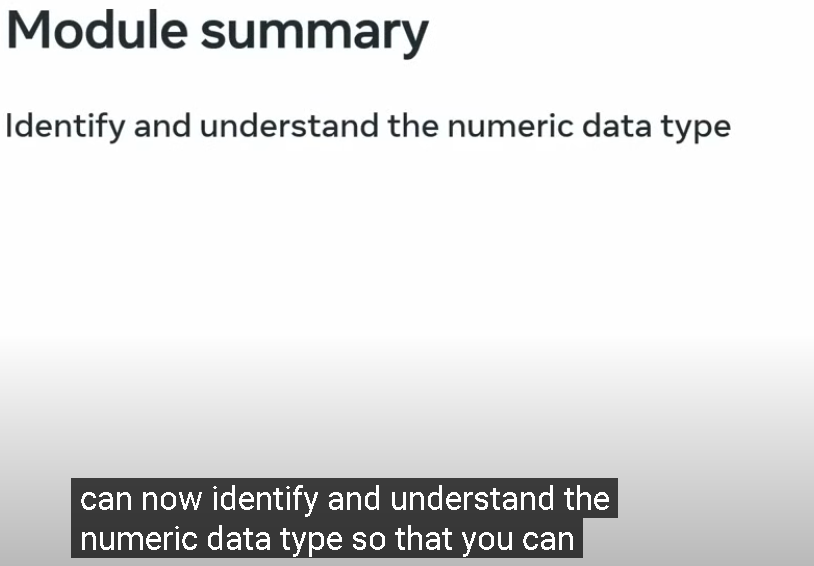 Module summary
Identify and understand the numeric data type
can now identify and understand the
numeric data type so that you can